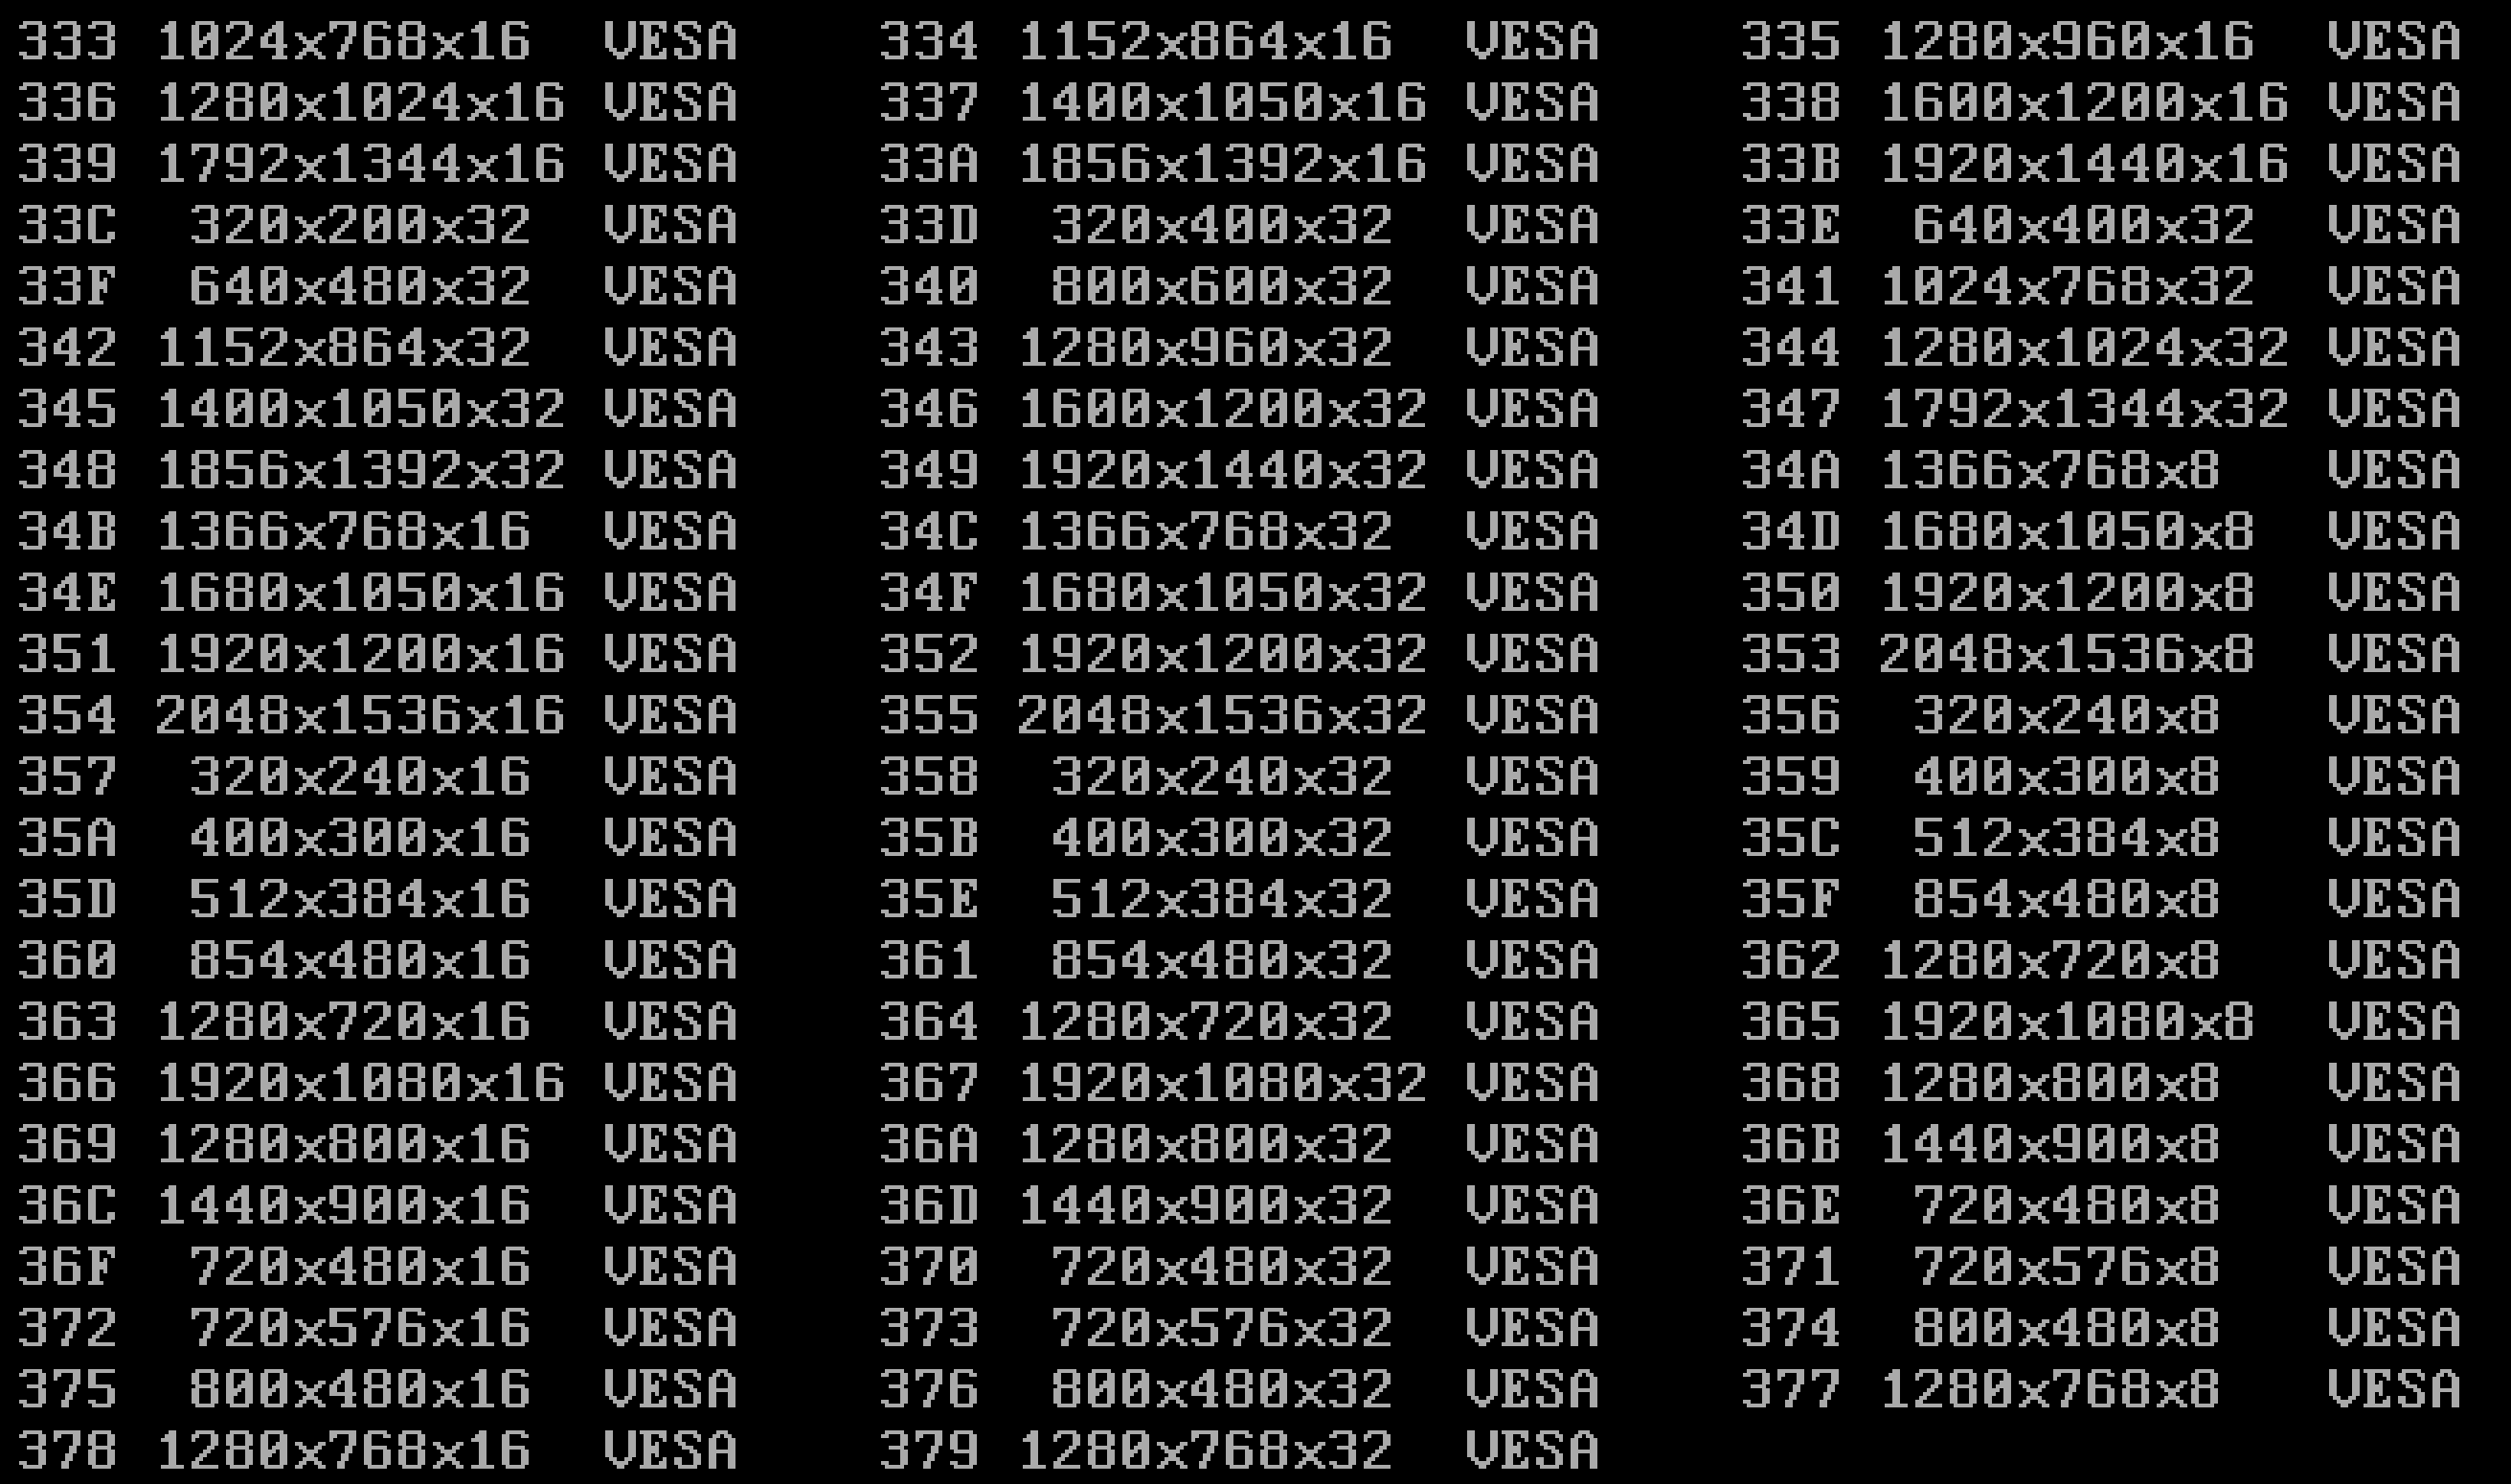 333 1024x768x16  VESA    334 1152x864x16  VESA    335 1280x960x16  VESA
336 1280x1024x16 VESA    337 1400x1050x16 VESA    338 1600x1200x16 VESA
339 1792x1344x16 VESA    33A 1856x1392x16 VESA    33B 1920x1440x16 VESA
33C  320x200x32  VESA    33D  320x400x32  VESA    33E  640x400x32  VESA
33F  640x480x32  VESA    340  800x600x32  VESA    341 1024x768x32  VESA
342 1152x864x32  VESA    343 1280x960x32  VESA    344 1280x1024x32 VESA
345 1400x1050x32 VESA    346 1600x1200x32 VESA    347 1792x1344x32 VESA
348 1856x1392x32 VESA    349 1920x1440x32 VESA    34A 1366x768x8   VESA
34B 1366x768x16  VESA    34C 1366x768x32  VESA    34D 1680x1050x8  VESA
34E 1680x1050x16 VESA    34F 1680x1050x32 VESA    350 1920x1200x8  VESA
351 1920x1200x16 VESA    352 1920x1200x32 VESA    353 2048x1536x8  VESA
354 2048x1536x16 VESA    355 2048x1536x32 VESA    356  320x240x8   VESA
357  320x240x16  VESA    358  320x240x32  VESA    359  400x300x8   VESA
35A  400x300x16  VESA    35B  400x300x32  VESA    35C  512x384x8   VESA
35D  512x384x16  VESA    35E  512x384x32  VESA    35F  854x480x8   VESA
360  854x480x16  VESA    361  854x480x32  VESA    362 1280x720x8   VESA
363 1280x720x16  VESA    364 1280x720x32  VESA    365 1920x1080x8  VESA
366 1920x1080x16 VESA    367 1920x1080x32 VESA    368 1280x800x8   VESA
369 1280x800x16  VESA    36A 1280x800x32  VESA    36B 1440x900x8   VESA
36C 1440x900x16  VESA    36D 1440x900x32  VESA    36E  720x480x8   VESA
36F  720x480x16  VESA    370  720x480x32  VESA    371  720x576x8   VESA
372  720x576x16  VESA    373  720x576x32  VESA    374  800x480x8   VESA
375  800x480x16  VESA    376  800x480x32  VESA    377 1280x768x8   VESA
378 1280x768x16  VESA    379 1280x768x32  VESA